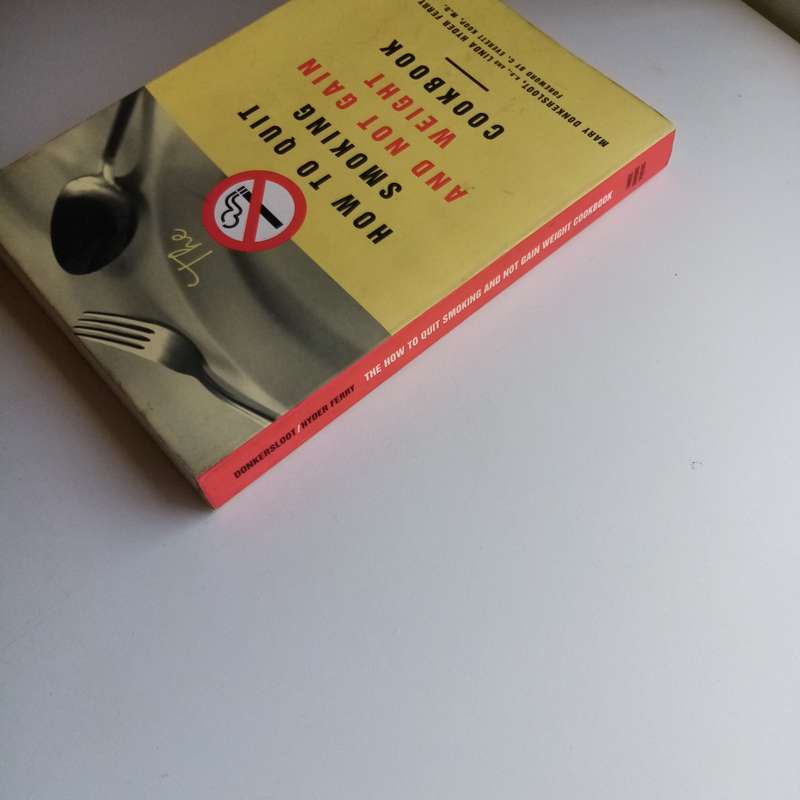 The
HOW TO QUIT
SMOKING
AND NOT GAIN
WEIGHT
COOKBOOK
MARY DONKERSLOOT, R.D., AND LINDA HYDER FERRY
FOREWORD BY C. EVERETT KOOP, M.D.
DONKERSLOOT/HYDER FERRY THE HOW TO QUIT SMOKING AND NOT GAIN WEIGHT COOKBOOK